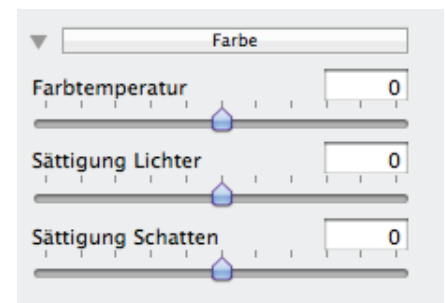 Farbe
Farbtemperatur 0
Sättigung Lichter 0
Sättigung Schatten 0